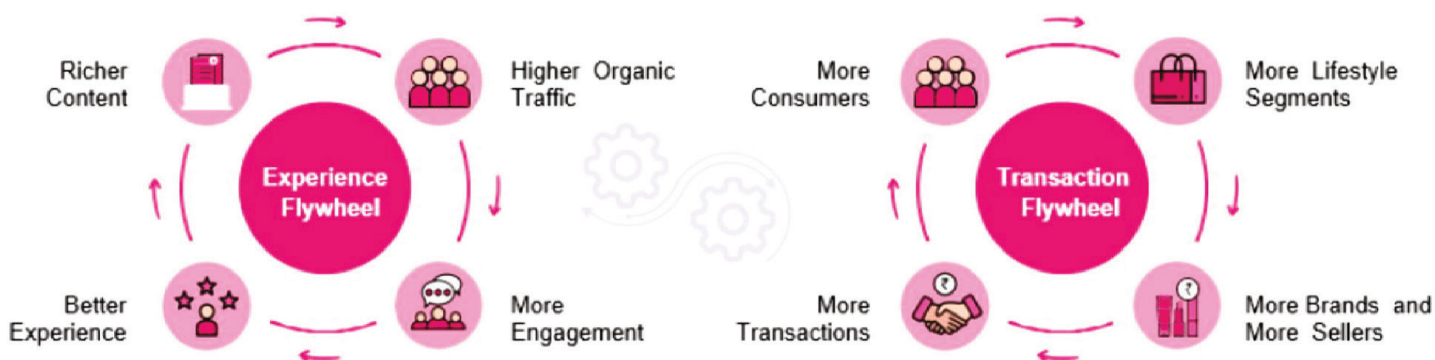 Richer
Content
Higher Organic
Traffic
Experience
Flywheel
Better
Experience
More
Engagement
More
Consumers
More Lifestyle
Segments
Transaction
Flywheel
₹
₹
More
Transactions
More Brands and
More Sellers